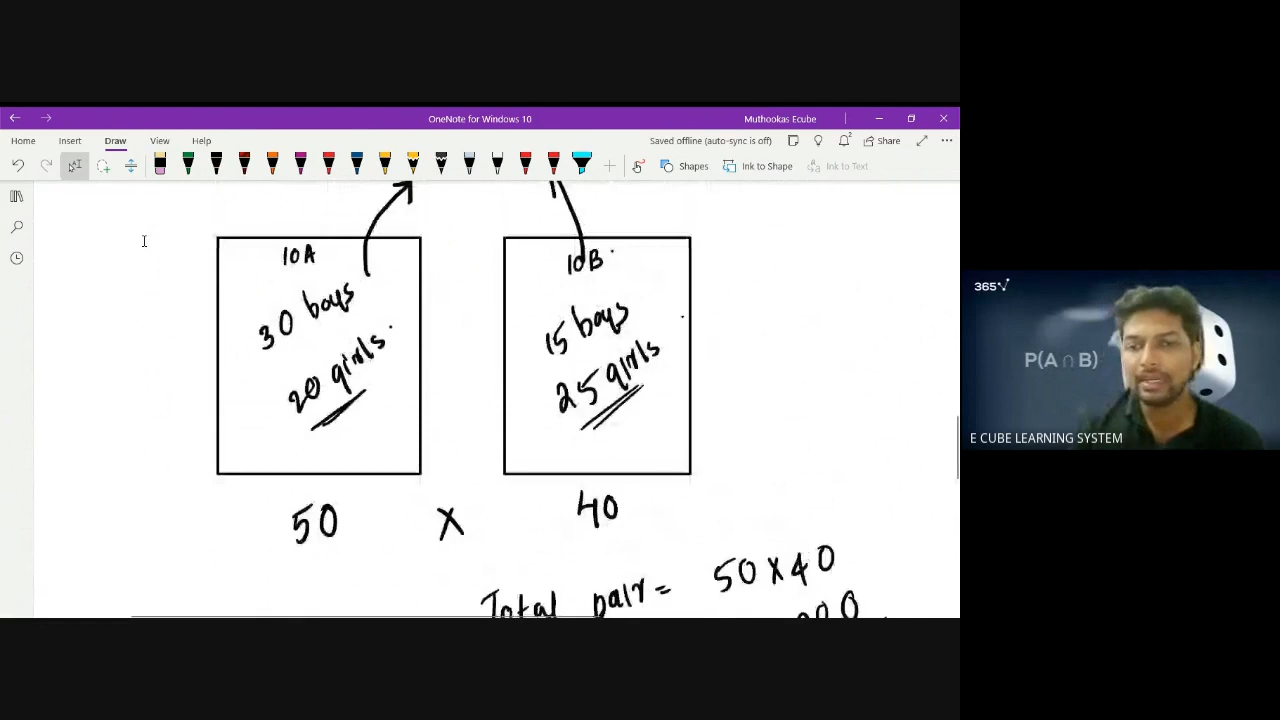 OneNote for Windows 10
Muthookas Ecube
Home Insert Draw View Help
Saved offline (auto-sync is off)
Share
Shapes
Ink to Shape
Ink to Text
10A
30 boys
20 girls
10B
15 boys
25 girls
50 X 40
Total pair = 50 X 40
365
P(A ∩ B)
E CUBE LEARNING SYSTEM